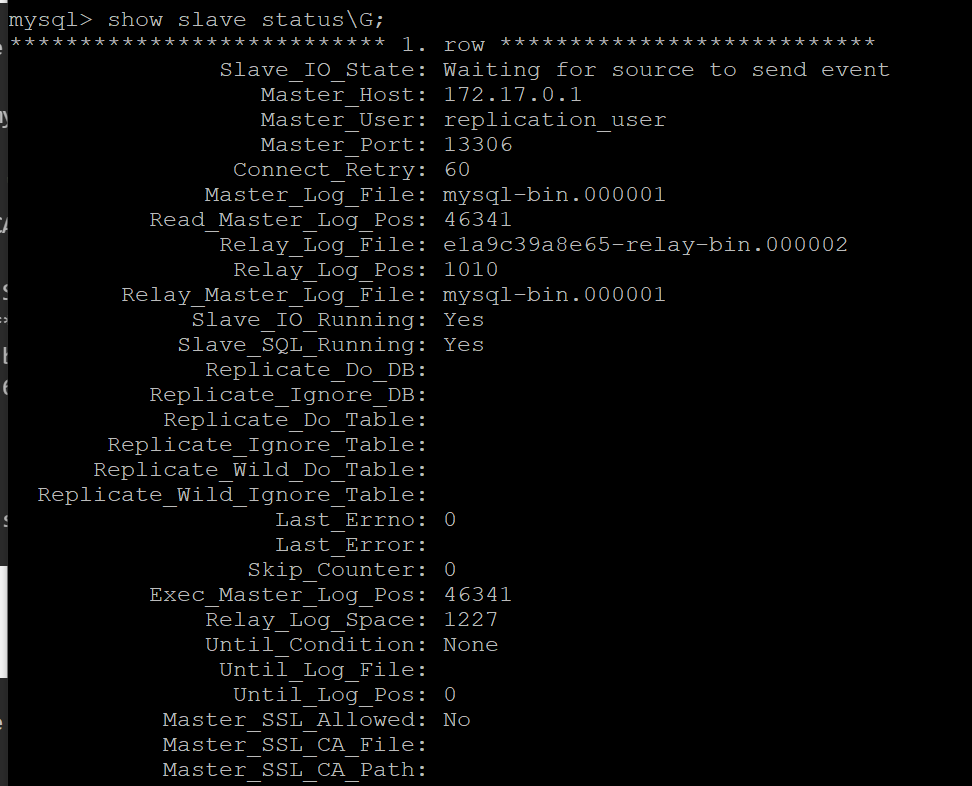 mysql> show slave status\G;
*************************** 1. row ***************************
Slave_IO_State: Waiting for source to send event
Master_Host: 172.17.0.1
Master_User: replication_user
Master_Port: 13306
Connect_Retry: 60
Master_Log_File: mysql-bin.000001
Read_Master_Log_Pos: 46341
Relay_Log_File: e1a9c39a8e65-relay-bin.000002
Relay_Log_Pos: 1010
Relay_Master_Log_File: mysql-bin.000001
Slave_IO_Running: Yes
Slave_SQL_Running: Yes
Replicate_Do_DB:
Replicate_Ignore_DB:
Replicate_Do_Table:
Replicate_Ignore_Table:
Replicate_Wild_Do_Table:
Replicate_Wild_Ignore_Table:
Last_Errno: 0
Last_Error:
Skip_Counter: 0
Exec_Master_Log_Pos: 46341
Relay_Log_Space: 1227
Until_Condition: None
Until_Log_File:
Until_Log_Pos: 0
Master_SSL_Allowed: No
Master_SSL_CA_File:
Master_SSL_CA_Path: